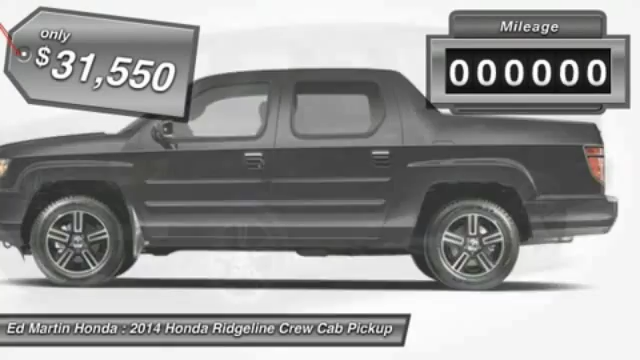 only
$31,550
Mileage
000000
Ed Martin Honda : 2014 Honda Ridgeline Crew Cab Pickup